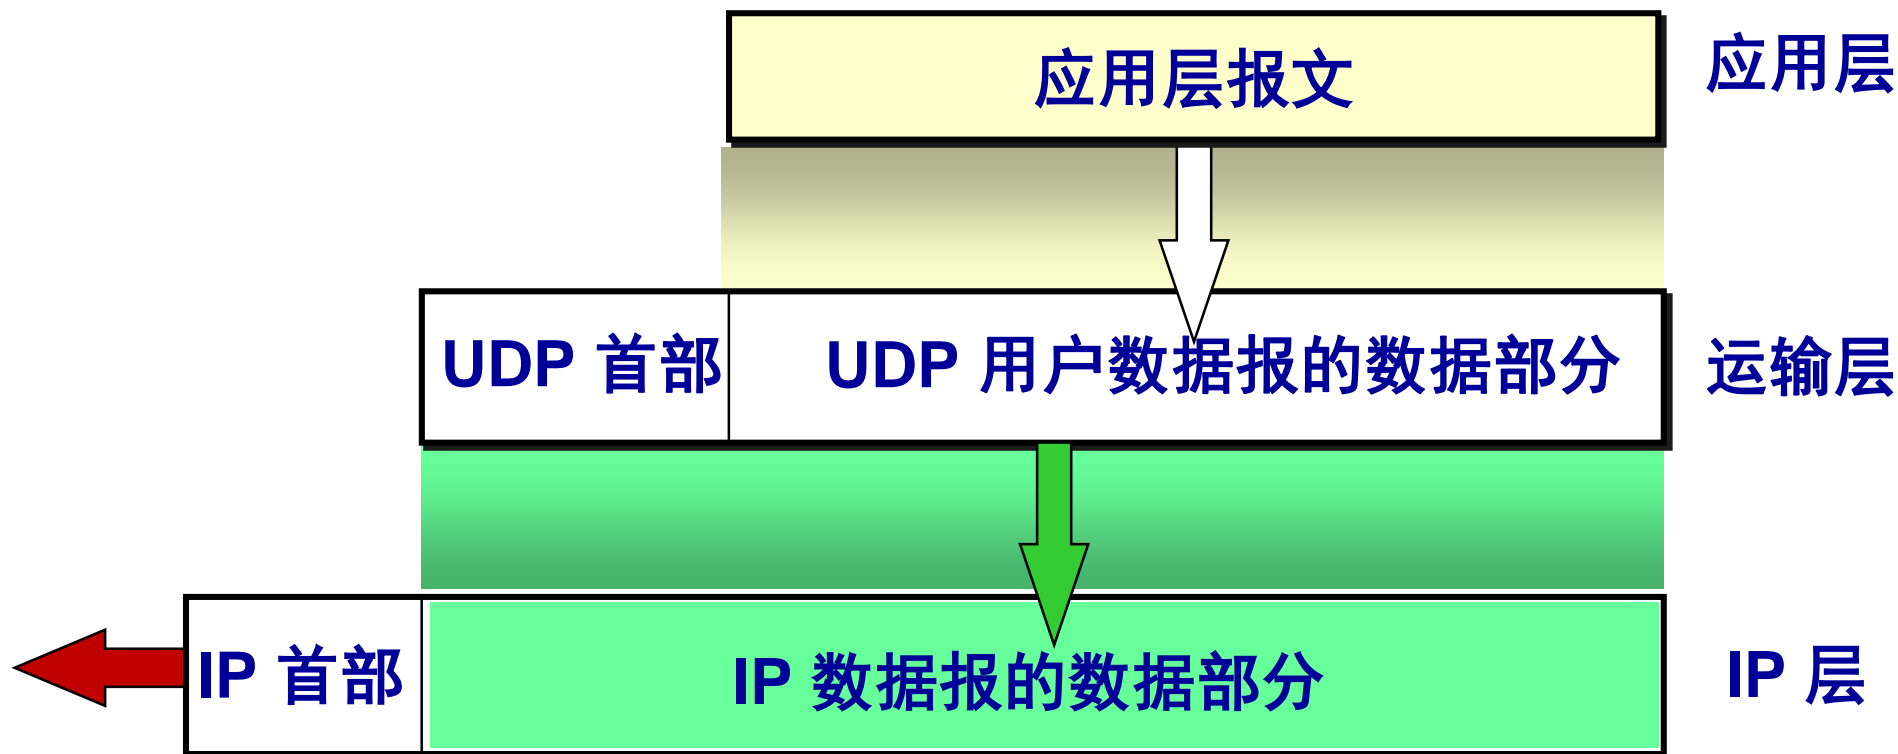 应用层报文
应用层
UDP 首部
UDP 用户数据报的数据部分
运输层
IP 首部
IP 数据报的数据部分
IP 层